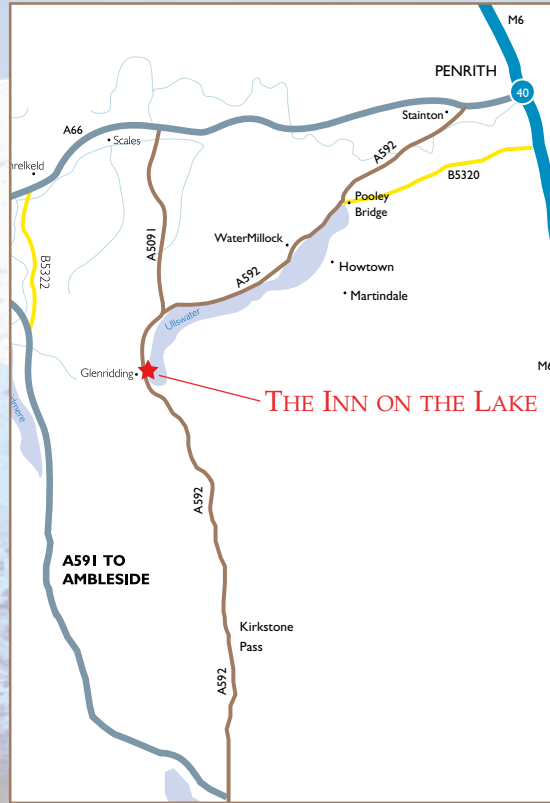 M6
PENRITH
40
Stainton
A66
Scales
A592
B5320
Pooley
Bridge
WaterMillock
A5091
B5322
A592
Howtown
Martindale
Ullswater
Glenridding
M6
THE INN ON THE LAKE
A592
A591 TO
AMBLESIDE
Kirkstone
Pass
A592